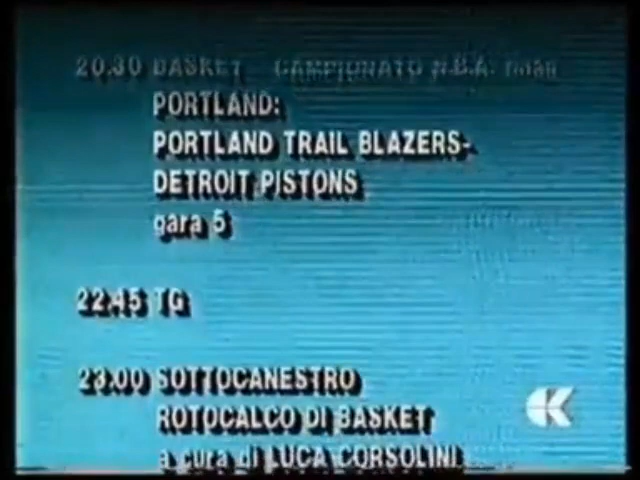 20.30 BASKET - CAMPIONATO N.B.A. finali
PORTLAND:
PORTLAND TRAIL BLAZERS-
DETROIT PISTONS
gara 5
22.45 TG
23.00 SOTTOCANESTRO
ROTOCALCO DI BASKET
a cura di LUCA CORSOLINI